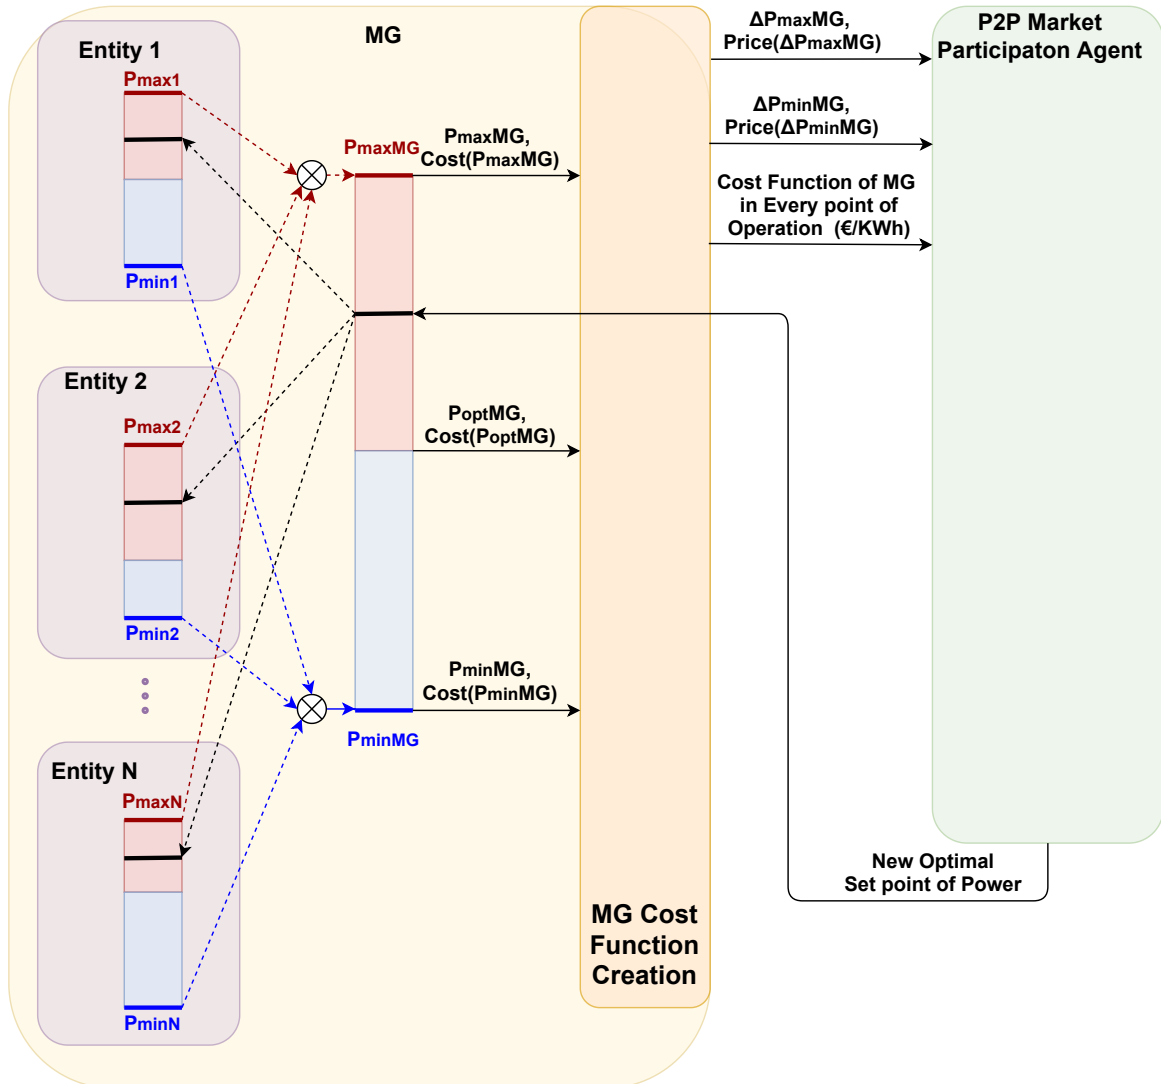 MG
Entity 1
Pmax1
Pmin1
Entity 2
Pmax2
Pmin2
Entity N
PmaxN
PminN
PmaxMG
PminMG
PmaxMG,
Cost(PmaxMG)
PoptMG,
Cost(PoptMG)
PminMG,
Cost(PminMG)
MG Cost
Function
Creation
ΔPmaxMG,
Price(ΔPmaxMG)
ΔPminMG,
Price(ΔPminMG)
Cost Function of MG
in Every point of
Operation (€/KWh)
P2P Market
Participaton Agent
New Optimal
Set point of Power